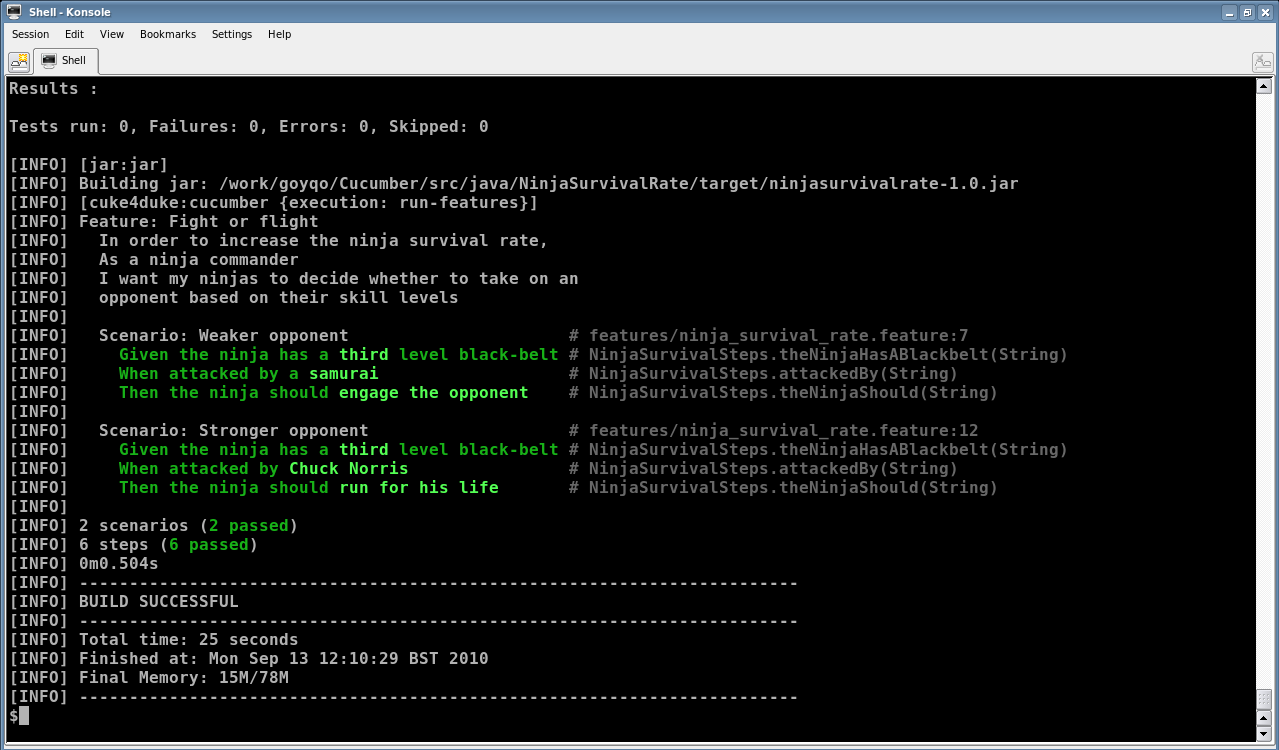 Shell - Konsole
Session Edit View Bookmarks Settings Help
Shell
Results :
Tests run: 0, Failures: 0, Errors: 0, Skipped: 0
[INFO] [jar:jar]
[INFO] Building jar: /work/goyqo/Cucumber/src/java/NinjaSurvivalRate/target/ninjasurvivalrate-1.0.jar
[INFO] [cuke4duke:cucumber {execution: run-features}]
[INFO] Feature: Fight or flight
[INFO]   In order to increase the ninja survival rate,
[INFO]   As a ninja commander
[INFO]   I want my ninjas to decide whether to take on an
[INFO]   opponent based on their skill levels
[INFO]
[INFO]   Scenario: Weaker opponent                      # features/ninja_survival_rate.feature:7
[INFO]     Given the ninja has a third level black-belt # NinjaSurvivalSteps.theNinjaHasABlackbelt(String)
[INFO]     When attacked by a samurai                   # NinjaSurvivalSteps.attackedBy(String)
[INFO]     Then the ninja should engage the opponent    # NinjaSurvivalSteps.theNinjaShould(String)
[INFO]
[INFO]   Scenario: Stronger opponent                    # features/ninja_survival_rate.feature:12
[INFO]     Given the ninja has a third level black-belt # NinjaSurvivalSteps.theNinjaHasABlackbelt(String)
[INFO]     When attacked by Chuck Norris                # NinjaSurvivalSteps.attackedBy(String)
[INFO]     Then the ninja should run for his life       # NinjaSurvivalSteps.theNinjaShould(String)
[INFO]
[INFO] 2 scenarios (2 passed)
[INFO] 6 steps (6 passed)
[INFO] 0m0.504s
[INFO] ------------------------------------------------------------------------
[INFO] BUILD SUCCESSFUL
[INFO] ------------------------------------------------------------------------
[INFO] Total time: 25 seconds
[INFO] Finished at: Mon Sep 13 12:10:29 BST 2010
[INFO] Final Memory: 15M/78M
[INFO] ------------------------------------------------------------------------
$